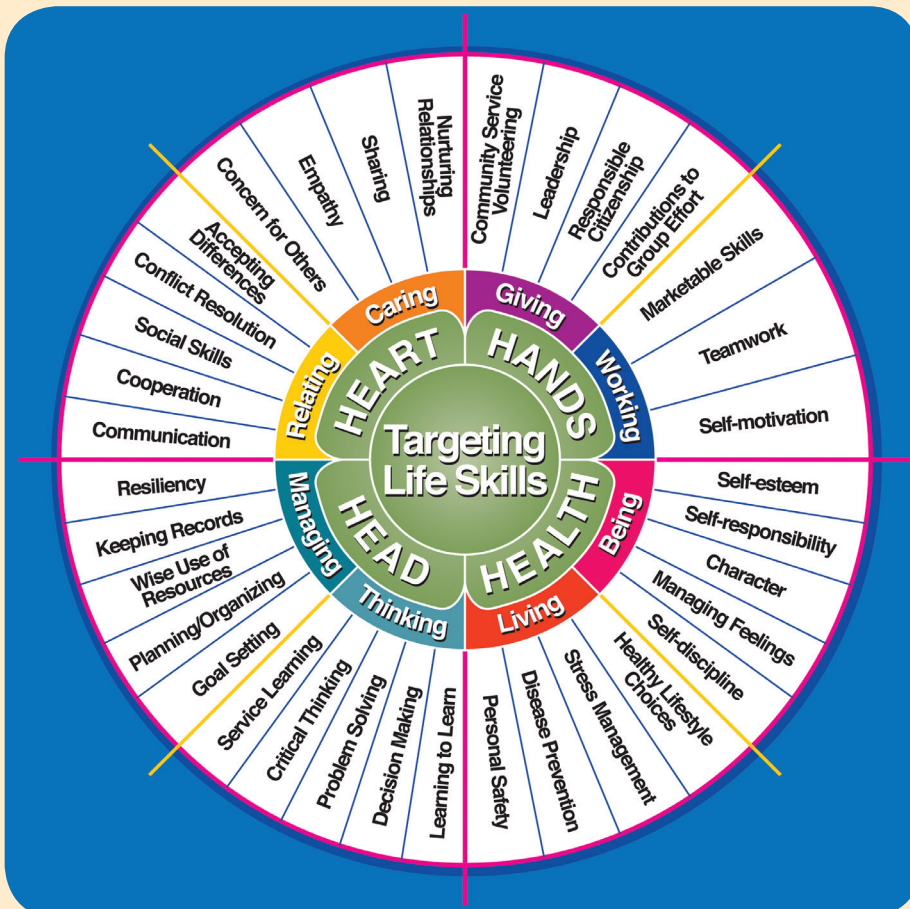 Targeting
Life Skills
HEART
HANDS
HEALTH
HEAD
Caring
Giving
Working
Being
Living
Thinking
Managing
Relating
Community Service
Volunteering
Leadership
Responsible
Citizenship
Contributions to
Group Effort
Marketable Skills
Teamwork
Self-motivation
Self-esteem
Self-responsibility
Character
Managing Feelings
Self-discipline
Healthy Lifestyle
Choices
Stress Management
Disease Prevention
Personal Safety
Learning to Learn
Decision Making
Problem Solving
Critical Thinking
Service Learning
Goal Setting
Planning/Organizing
Wise Use of
Resources
Keeping Records
Resiliency
Communication
Cooperation
Social Skills
Conflict Resolution
Accepting
Differences
Concern for Others
Empathy
Sharing
Nurturing
Relationships